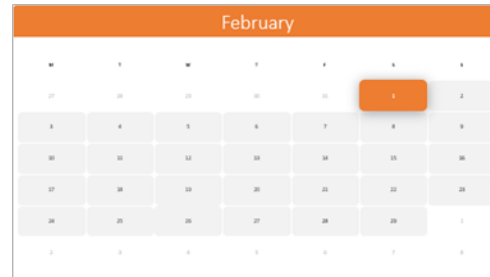 February
M T W T F S S
27 28 29 30 31 1 2
3 4 5 6 7 8 9
10 11 12 13 14 15 16
17 18 19 20 21 22 23
24 25 26 27 28 29 1
2 3 4 5 6 7 8